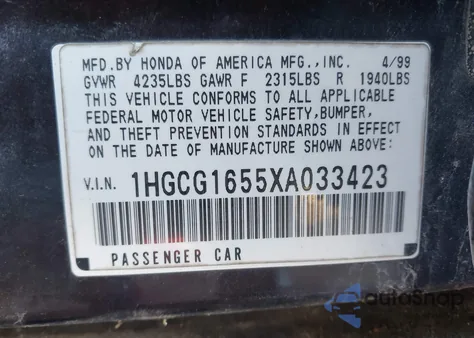 MFD.BY HONDA OF AMERICA MFG.,INC. 4/99
GVWR 4235LBS GAWR F 2315LBS R 1940LBS
THIS VEHICLE CONFORMS TO ALL APPLICABLE
FEDERAL MOTOR VEHICLE SAFETY,BUMPER,
AND THEFT PREVENTION STANDARDS IN EFFECT
ON THE DATE OF MANUFACTURE SHOWN ABOVE:
V.I.N. 1HGCG1655XA033423
PASSENGER CAR
autoSnap